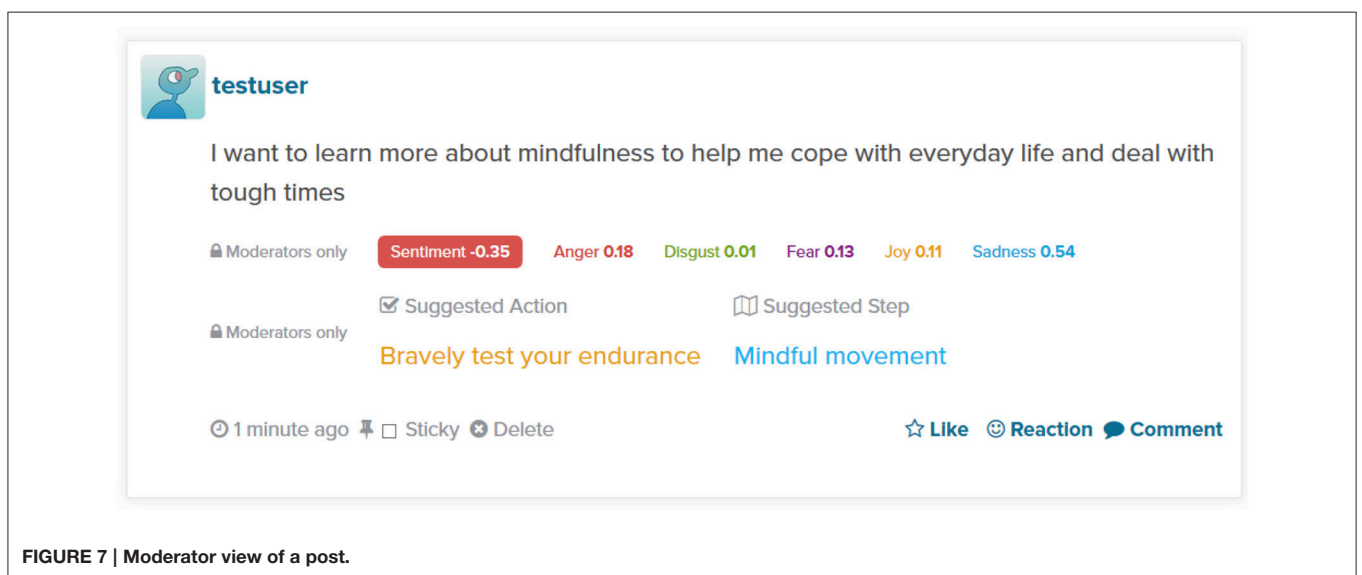 testuser
I want to learn more about mindfulness to help me cope with everyday life and deal with
tough times
Moderators only Sentiment -0.35 Anger 0.18 Disgust 0.01 Fear 0.13 Joy 0.11 Sadness 0.54
Suggested Action Suggested Step
Moderators only
Bravely test your endurance Mindful movement
1 minute ago Sticky Delete Like Reaction Comment
FIGURE 7 | Moderator view of a post.